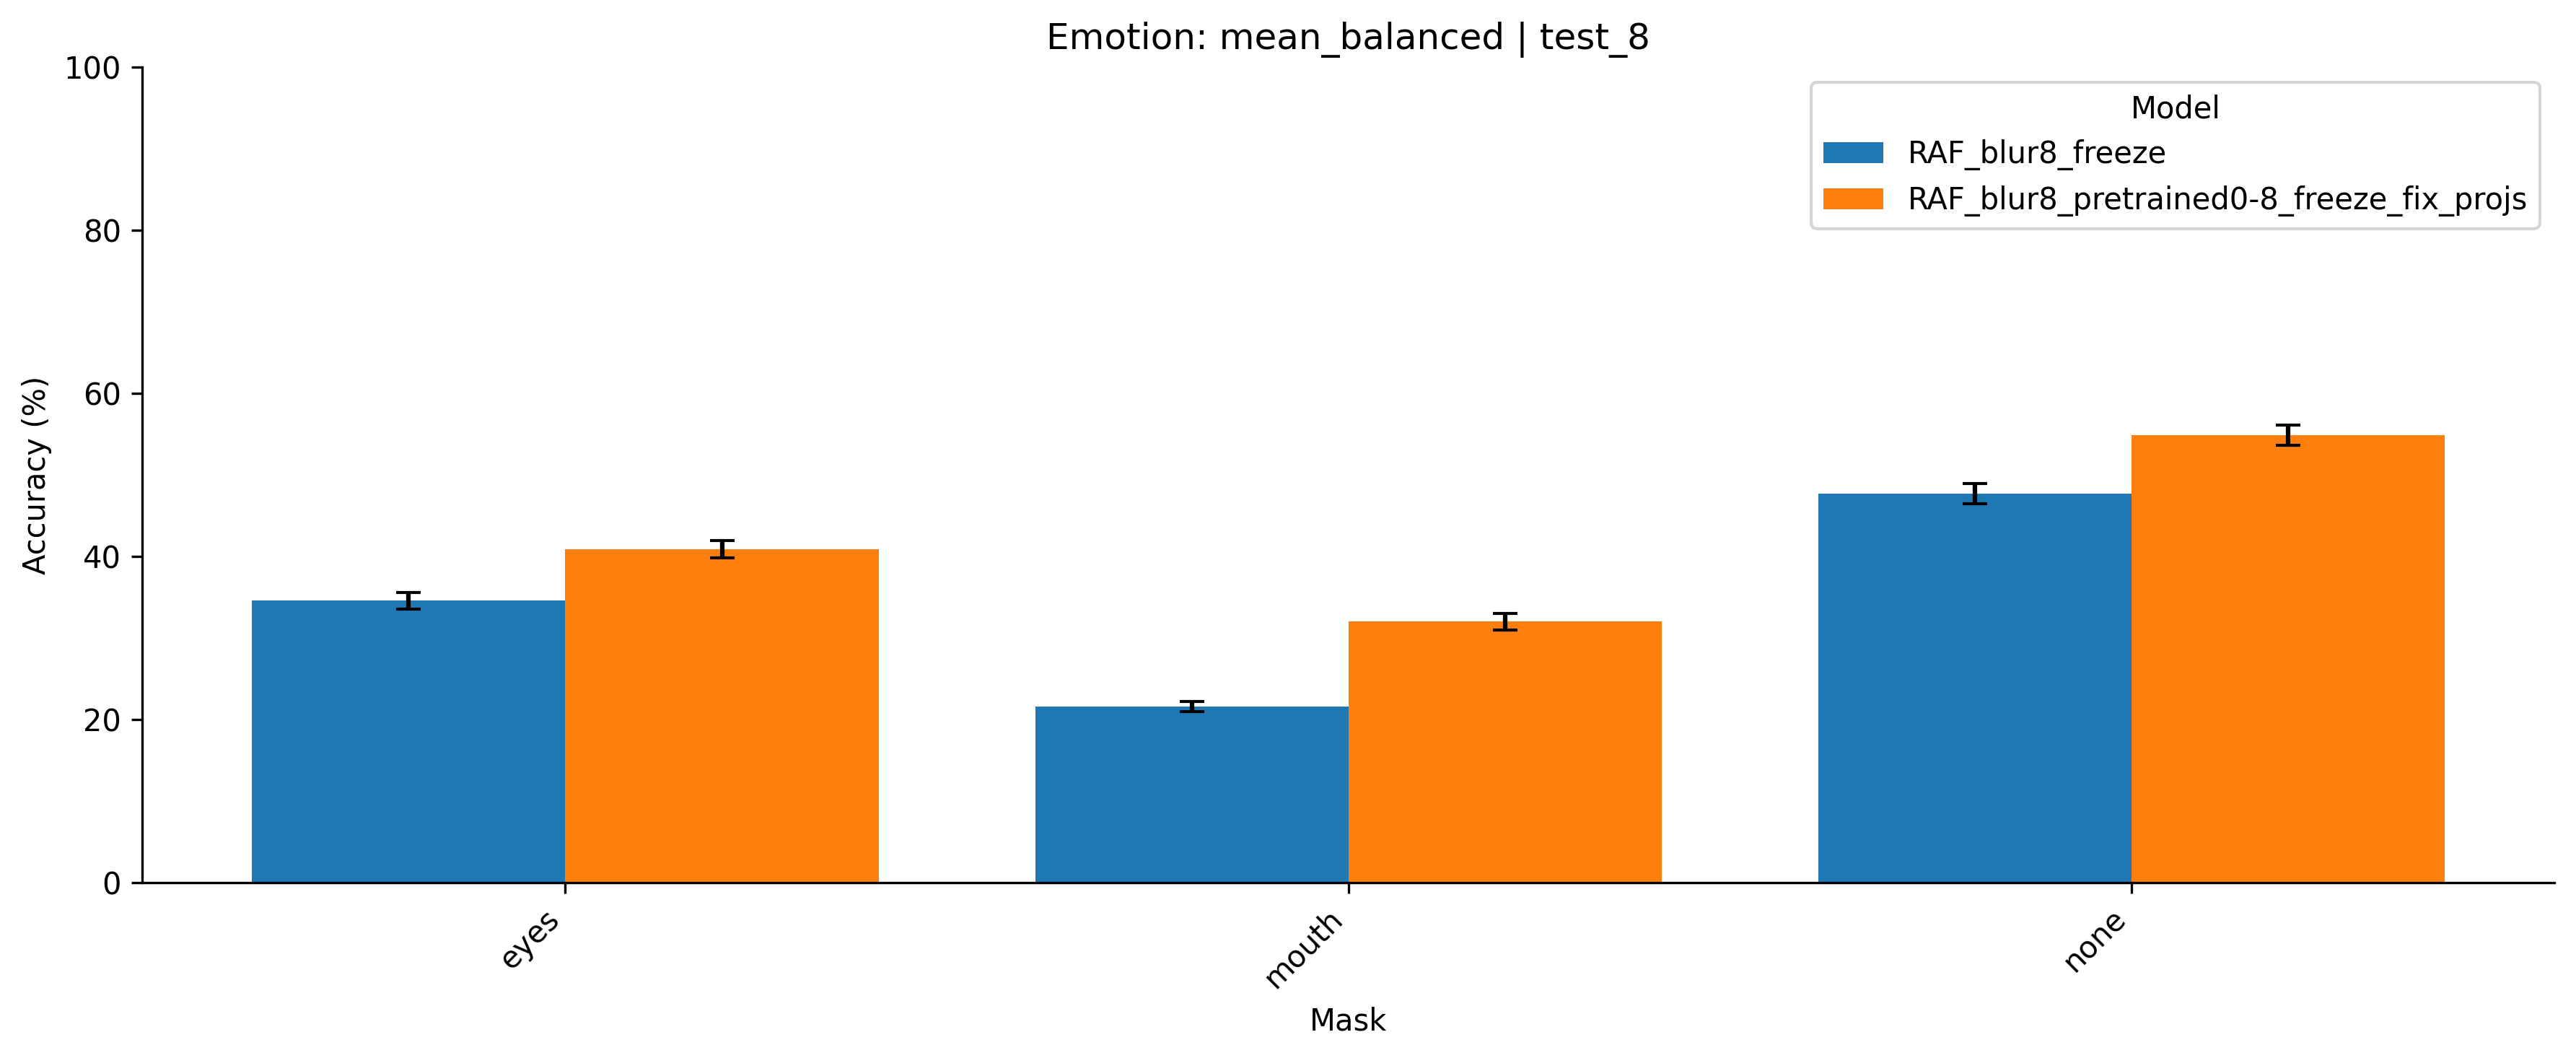 Emotion: mean_balanced | test_8
Model
RAF_blur8_freeze
RAF_blur8_pretrained0-8_freeze_fix_projs
Accuracy (%)
100
80
60
40
20
0
eyes
mouth
none
Mask